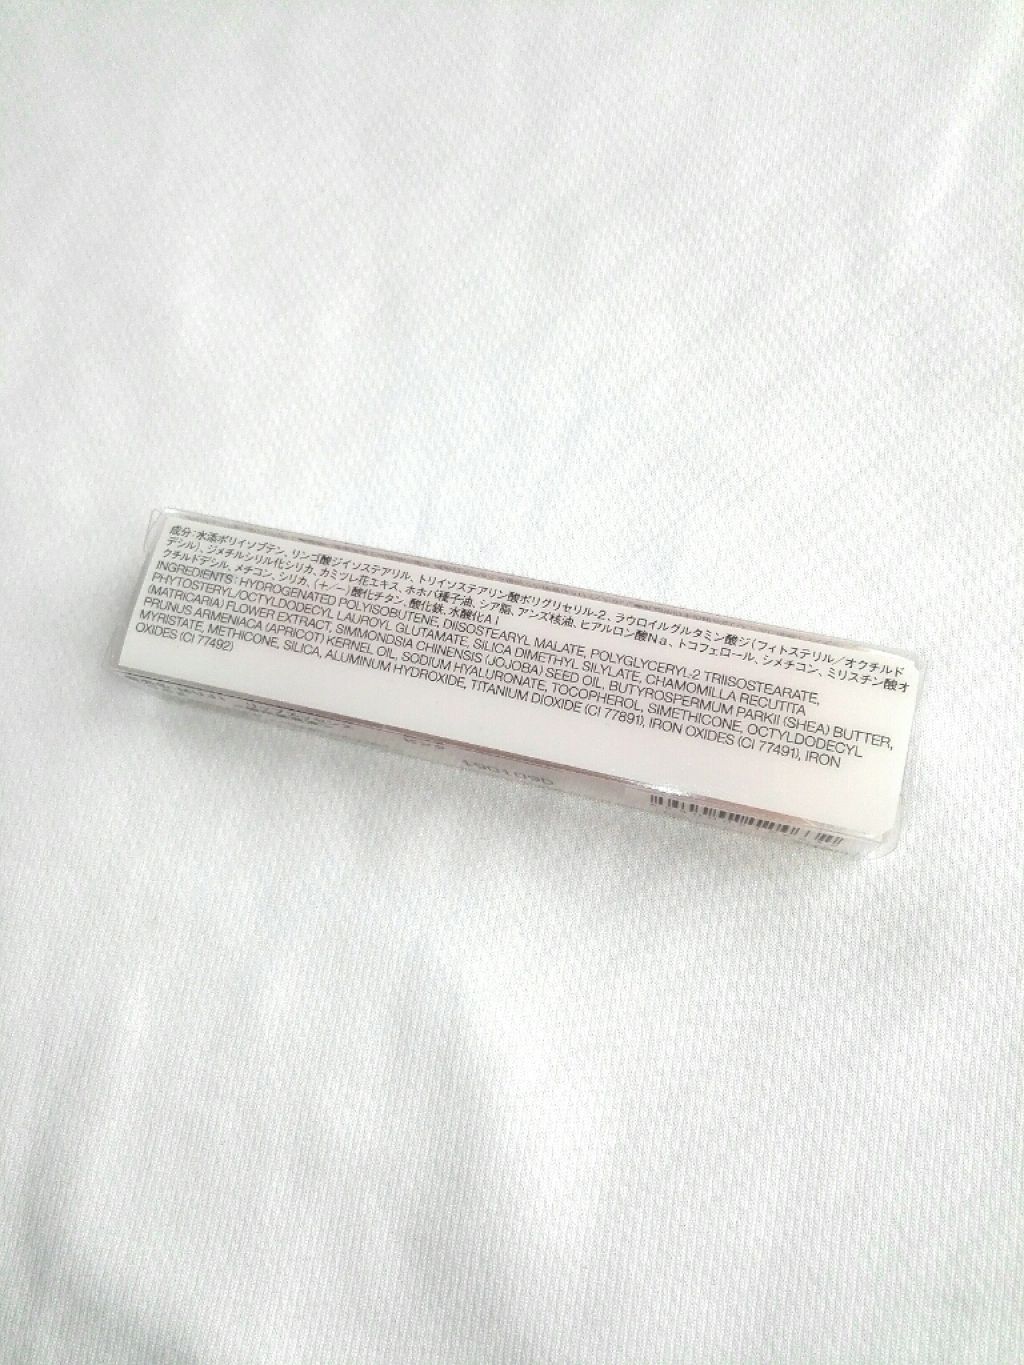 成分：水添ポリイソブテン、リンゴ酸ジイソステアリル、トリイソステアリン酸ポリグリセリル-2、ラウロイルグルタミン酸ジ(フィトステリル／オクチルド
デシル)、ジメチルシリル化シリカ、カミツレ花エキス、ホホバ種子油、シア脂、アンズ核油、ヒアルロン酸Na、トコフェロール、シメチコン、ミリスチン酸オ
クチルドデシル、メチコン、シリカ、(＋/－)酸化チタン、酸化鉄、水酸化Al
INGREDIENTS: HYDROGENATED POLYISOBUTENE, DIISOSTEARYL MALATE, POLYGLYCERYL-2 TRIISOSTEARATE,
PHYTOSTERYL/OCTYLDODECYL LAUROYL GLUTAMATE, SILICA DIMETHYL SILYLATE, CHAMOMILLA RECUTITA
(MATRICARIA) FLOWER EXTRACT, SIMMONDSIA CHINENSIS (JOJOBA) SEED OIL, BUTYROSPERMUM PARKII (SHEA) BUTTER,
PRUNUS ARMENIACA (APRICOT) KERNEL OIL, SODIUM HYALURONATE, TOCOPHEROL, SIMETHICONE, OCTYLDODECYL
MYRISTATE, METHICONE, SILICA, ALUMINUM HYDROXIDE, TITANIUM DIOXIDE (CI 77891), IRON OXIDES (CI 77491), IRON
OXIDES (CI 77492)